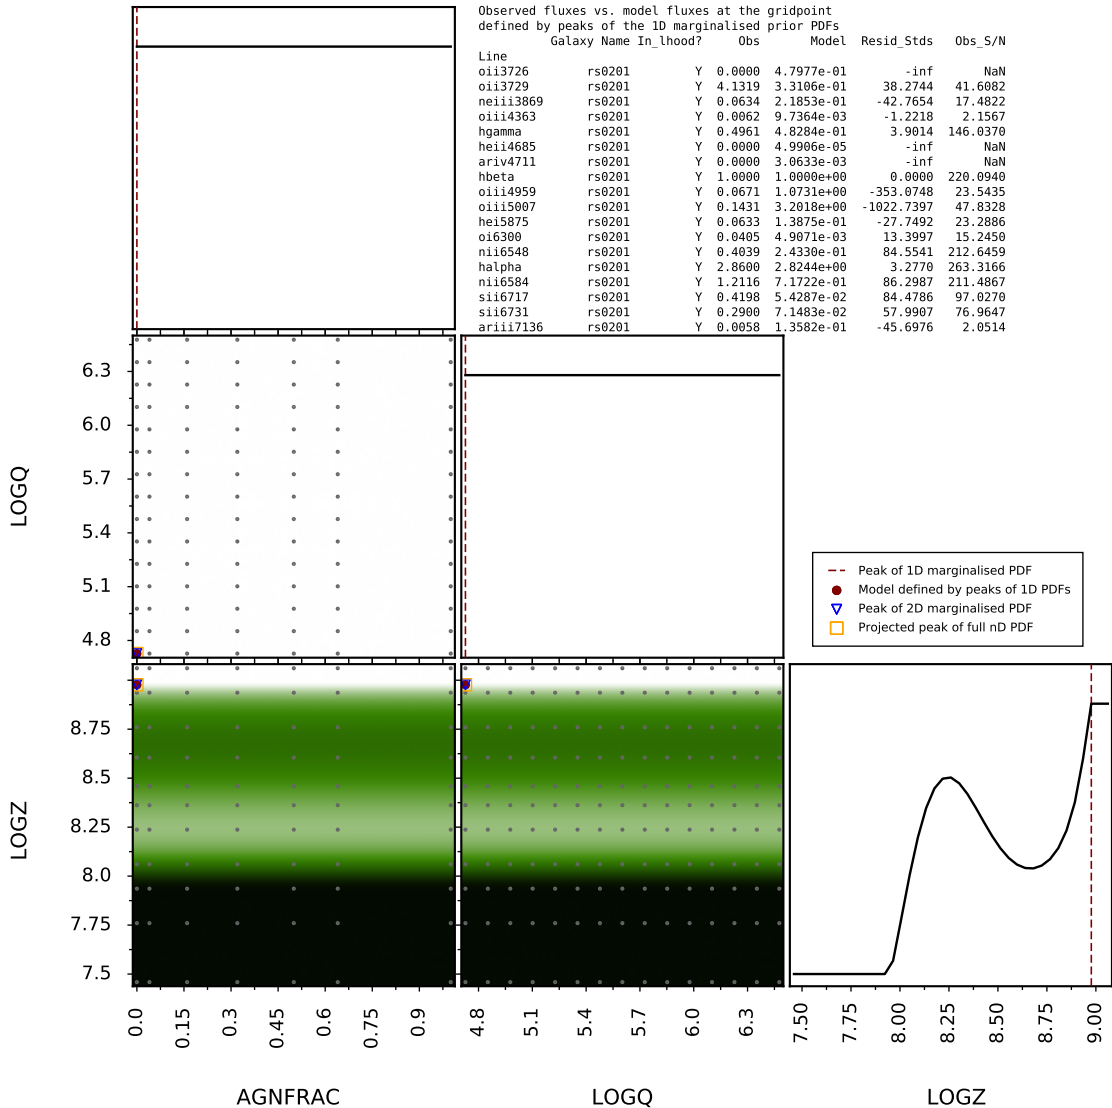 Observed fluxes vs. model fluxes at the gridpoint
defined by peaks of the 1D marginalised prior PDFs
Galaxy Name In_lhood? Obs Model Resid_Stds Obs_S/N
Line
oii3726 rs0201 Y 0.0000 4.7977e-01 -inf NaN
oii3729 rs0201 Y 4.1319 3.3106e-01 38.2744 41.6082
neiii3869 rs0201 Y 0.0634 2.1853e-01 -42.7654 17.4822
oiii4363 rs0201 Y 0.0062 9.7364e-03 -1.2218 2.1567
hgamma rs0201 Y 0.4961 4.8284e-01 3.9014 146.0370
heii4685 rs0201 Y 0.0000 4.9906e-05 -inf NaN
ariv4711 rs0201 Y 0.0000 3.0633e-03 -inf NaN
hbeta rs0201 Y 1.0000 1.0000e+00 0.0000 220.0940
oiii4959 rs0201 Y 0.0671 1.0731e+00 -353.0748 23.5435
oiii5007 rs0201 Y 0.1431 3.2018e+00 -1022.7397 47.8328
hei5875 rs0201 Y 0.0633 1.3875e-01 -27.7492 23.2886
oi6300 rs0201 Y 0.0405 4.9071e-03 13.3997 15.2450
nii6548 rs0201 Y 0.4039 2.4330e-01 84.5541 212.6459
halpha rs0201 Y 2.8600 2.8244e+00 3.2770 263.3166
nii6584 rs0201 Y 1.2116 7.1722e-01 86.2987 211.4867
sii6717 rs0201 Y 0.4198 5.4287e-02 84.4786 97.0270
sii6731 rs0201 Y 0.2900 7.1483e-02 57.9907 76.9647
ariii7136 rs0201 Y 0.0058 1.3582e-01 -45.6976 2.0514
LOGQ
6.3
6.0
5.7
5.4
5.1
4.8
Peak of 1D marginalised PDF
Model defined by peaks of 1D PDFs
Peak of 2D marginalised PDF
Projected peak of full nD PDF
LOGZ
8.75
8.5
8.25
8.0
7.75
7.5
0.0 0.15 0.3 0.45 0.6 0.75 0.9
4.8 5.1 5.4 5.7 6.0 6.3
7.50 7.75 8.00 8.25 8.50 8.75 9.00
AGNFRAC LOGQ LOGZ